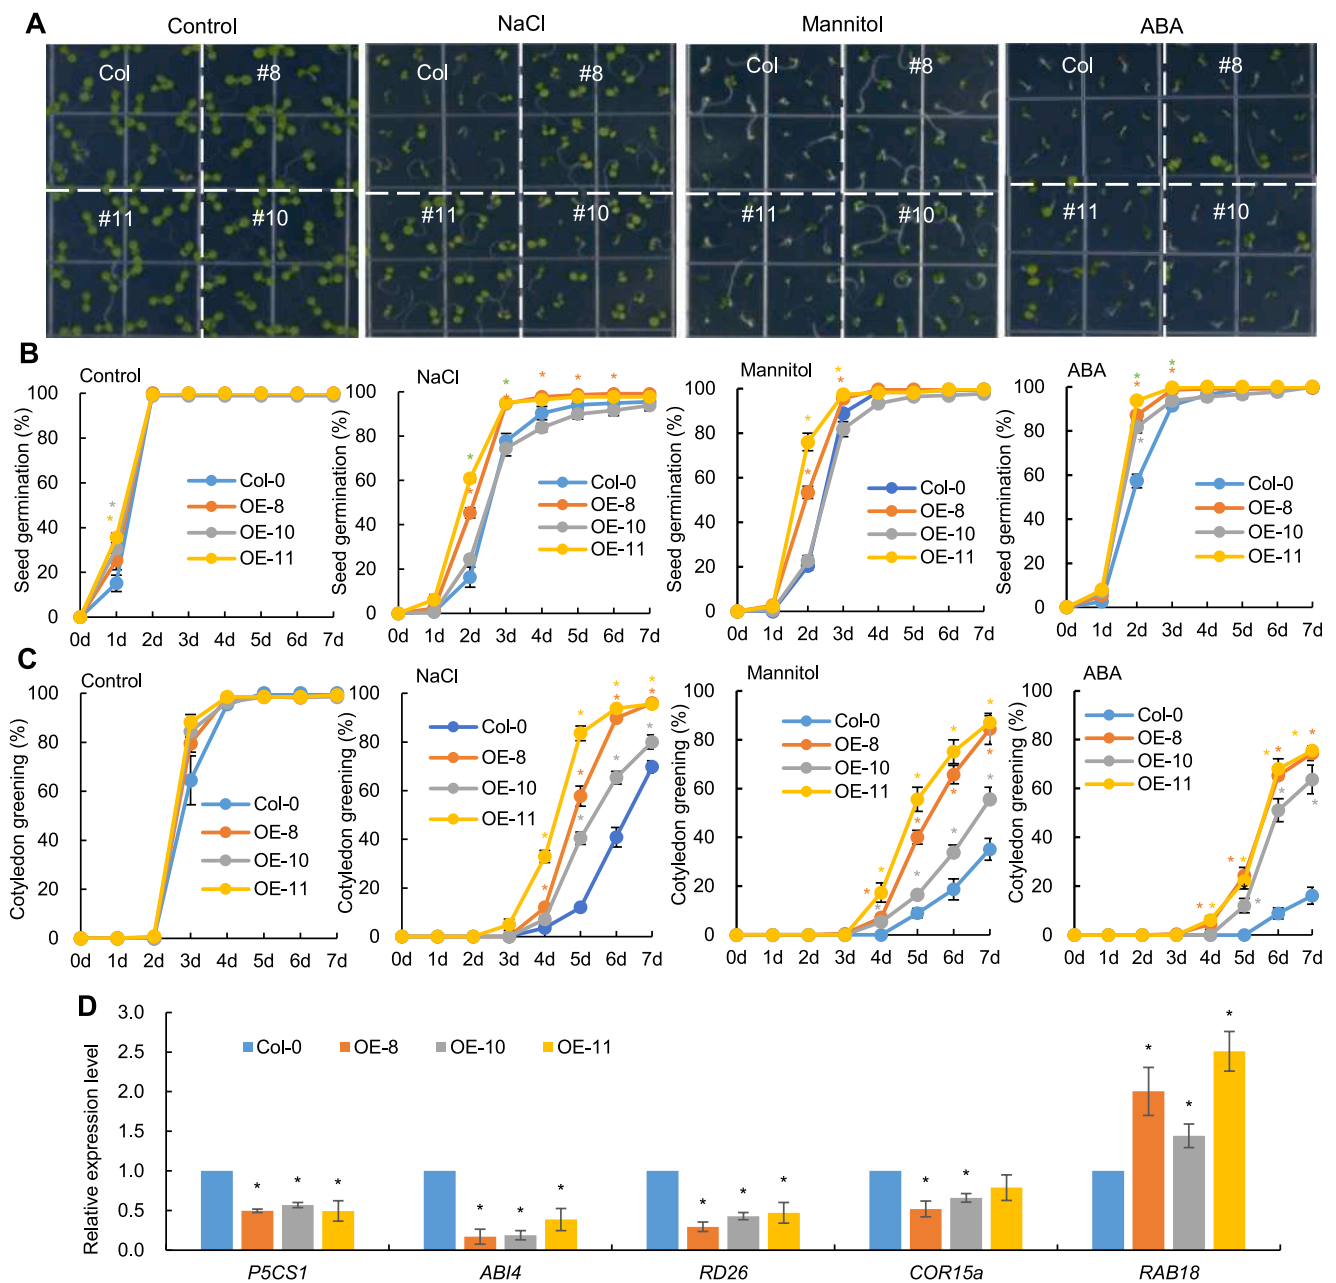 A
Control
NaCl
Mannitol
ABA
Col
#8
Col
#8
Col
#8
Col
#8
#11
#10
#11
#10
#11
#10
#11
#10
B
Control
Seed germination (%)
100
80
60
40
20
0
*
*
*
Col-0
OE-8
OE-10
OE-11
0d 1d 2d 3d 4d 5d 6d 7d
NaCl
Seed germination (%)
100
80
60
40
20
0
* * * *
*
*
*
Col-0
OE-8
OE-10
OE-11
0d 1d 2d 3d 4d 5d 6d 7d
Mannitol
Seed germination (%)
100
80
60
40
20
0
*
*
*
*
Col-0
OE-8
OE-10
OE-11
0d 1d 2d 3d 4d 5d 6d 7d
ABA
Seed germination (%)
100
80
60
40
20
0
* *
* *
*
Col-0
OE-8
OE-10
OE-11
0d 1d 2d 3d 4d 5d 6d 7d
C
Control
Cotyledon greening (%)
100
80
60
40
20
0
Col-0
OE-8
OE-10
OE-11
0d 1d 2d 3d 4d 5d 6d 7d
NaCl
Cotyledon greening (%)
100
80
60
40
20
0
* *
* *
*
*
*
*
*
*
*
Col-0
OE-8
OE-10
OE-11
0d 1d 2d 3d 4d 5d 6d 7d
Mannitol
Cotyledon greening (%)
100
80
60
40
20
0
*
*
*
*
*
*
*
*
*
*
* *
Col-0
OE-8
OE-10
OE-11
0d 1d 2d 3d 4d 5d 6d 7d
ABA
Cotyledon greening (%)
100
80
60
40
20
0
* *
* *
* *
* *
* *
*
Col-0
OE-8
OE-10
OE-11
0d 1d 2d 3d 4d 5d 6d 7d
D
Relative expression level
3.0
2.5
2.0
1.5
1.0
0.5
0.0
Col-0 OE-8 OE-10 OE-11
* * *
* * *
* * *
* *
* * *
P5CS1 ABI4 RD26 COR15a RAB18